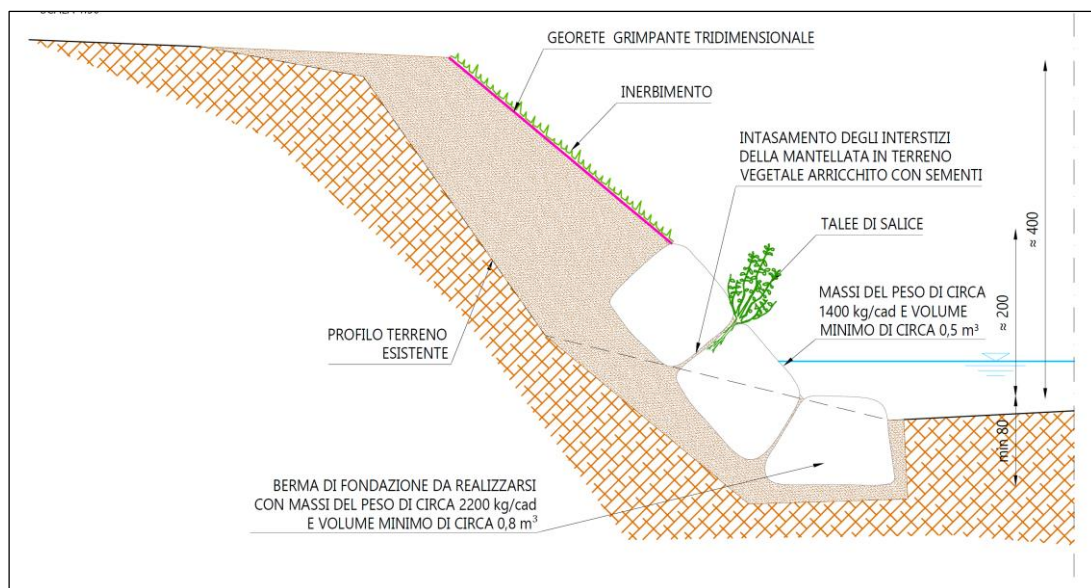 GEORETE GRIMPANTE TRIDIMENSIONALE
INERBIMENTO
INTASAMENTO DEGLI INTERSTIZI
DELLA MANTELLATA IN TERRENO
VEGETALE ARRICCHITO CON SEMENTI
TALEE DI SALICE
MASSI DEL PESO DI CIRCA
1400 kg/cad E VOLUME
MINIMO DI CIRCA 0,5 m³
≈ 400
≈ 200
min 80
PROFILO TERRENO
ESISTENTE
BERMA DI FONDAZIONE DA REALIZZARSI
CON MASSI DEL PESO DI CIRCA 2200 kg/cad
E VOLUME MINIMO DI CIRCA 0,8 m³